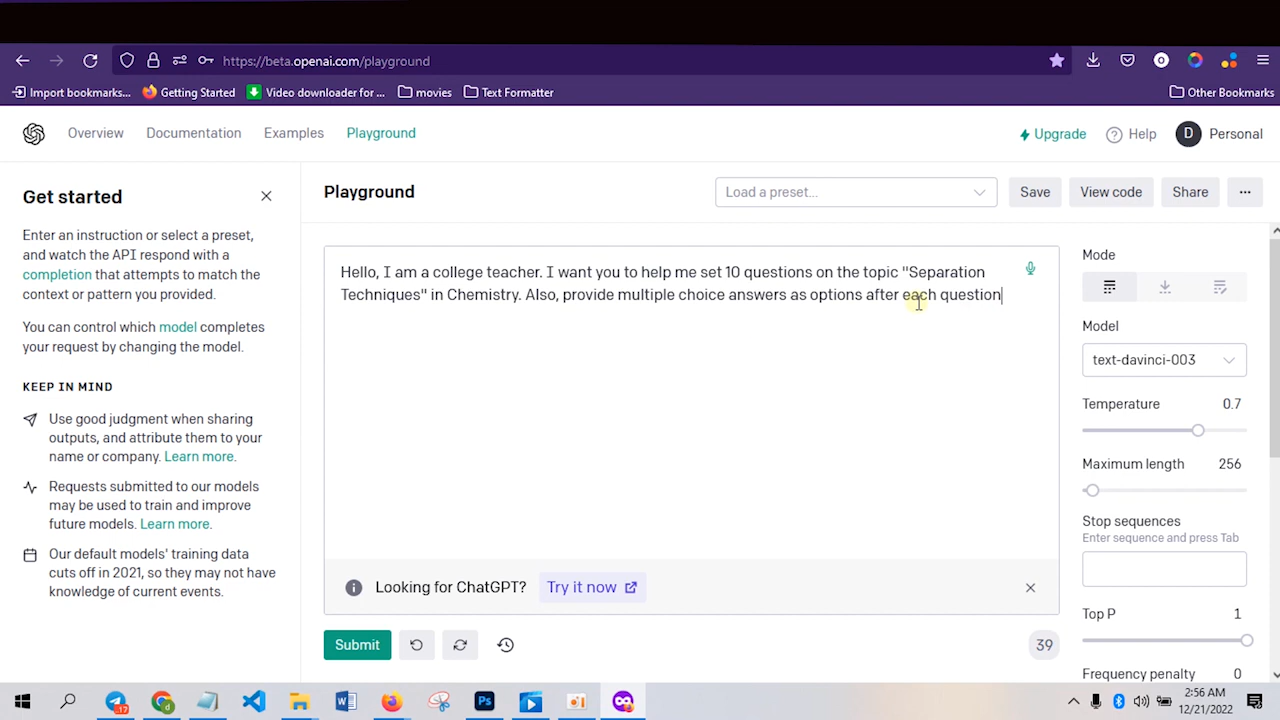 https://beta.openai.com/playground
Import bookmarks...
Getting Started
Video downloader for ...
movies
Text Formatter
Other Bookmarks
Overview
Documentation
Examples
Playground
Upgrade
Help
D
Personal
Get started
Enter an instruction or select a preset,
and watch the API respond with a
completion that attempts to match the
context or pattern you provided.
You can control which model completes
your request by changing the model.
KEEP IN MIND
Use good judgment when sharing
outputs, and attribute them to your
name or company. Learn more.
Requests submitted to our models
may be used to train and improve
future models. Learn more.
Our default models' training data
cuts off in 2021, so they may not have
knowledge of current events.
Playground
Load a preset...
Save
View code
Share
Hello, I am a college teacher. I want you to help me set 10 questions on the topic "Separation
Techniques" in Chemistry. Also, provide multiple choice answers as options after each question
Looking for ChatGPT?
Try it now
Submit
39
Mode
Model
text-davinci-003
Temperature 0.7
Maximum length 256
Stop sequences
Enter sequence and press Tab
Top P 1
Frequency penalty 0
17
:56 AM
12/21/2022